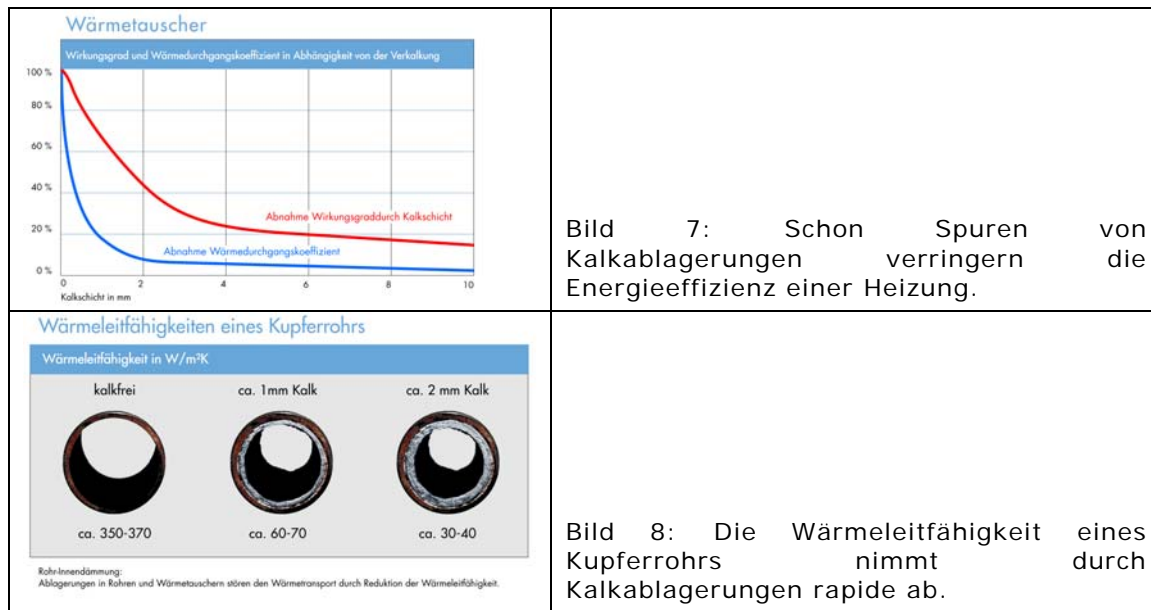 Wärmetauscher
Wirkungsgrad und Wärmedurchgangskoeffizient in Abhängigkeit von der Verkalkung
100 %
80 %
60 %
40 %
20 %
0 %
Abnahme Wirkungsgraddurch Kalkschicht
Abnahme Wärmedurchgangskoeffizient
0 2 4 6 8 10
Kalkschicht in mm
Bild 7: Schon Spuren von
Kalkablagerungen verringern die
Energieeffizienz einer Heizung.
Wärmeleitfähigkeiten eines Kupferrohrs
Wärmeleitfähigkeit in W/m²K
kalkfrei ca. 1mm Kalk ca. 2 mm Kalk
ca. 350-370 ca. 60-70 ca. 30-40
Rohr-Innendämmung:
Ablagerungen in Rohren und Wärmetauschern stören den Wärmetransport durch Reduktion der Wärmeleifähigkeit.
Bild 8: Die Wärmeleitfähigkeit eines
Kupferrohrs nimmt durch
Kalkablagerungen rapide ab.